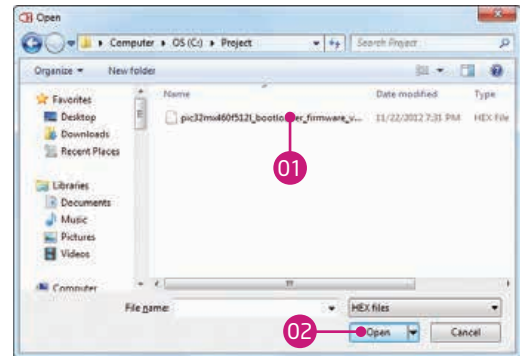 Open
Computer ▸ OS (C:) ▸ Project
Search Project
Organize
New folder
Name
Date modified
Type
Favorites
Desktop
Downloads
Recent Places
Libraries
Documents
Music
Pictures
Videos
Computer
11/22/2012 7:31 PM
HEX File
01
File name:
HEX files
02
Open
Cancel